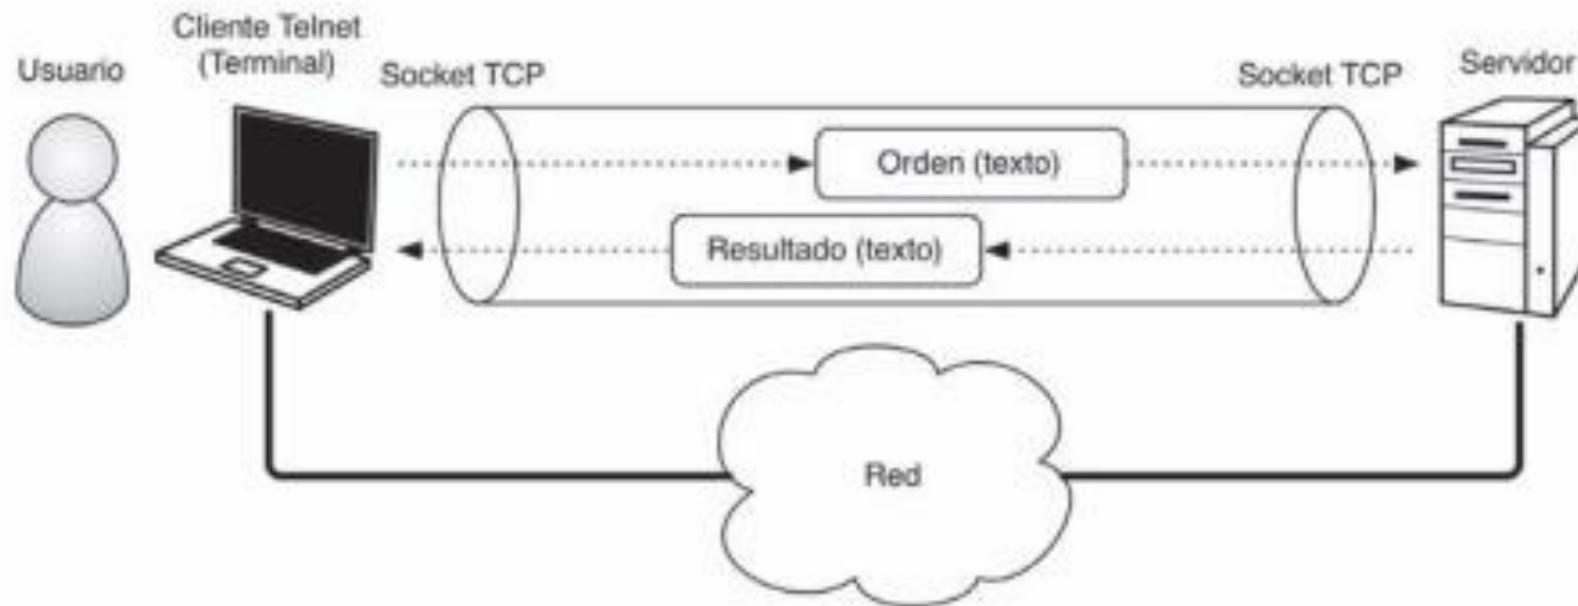 Usuario
Cliente Telnet
(Terminal)
Socket TCP
Socket TCP
Servidor
Orden (texto)
Resultado (texto)
Red